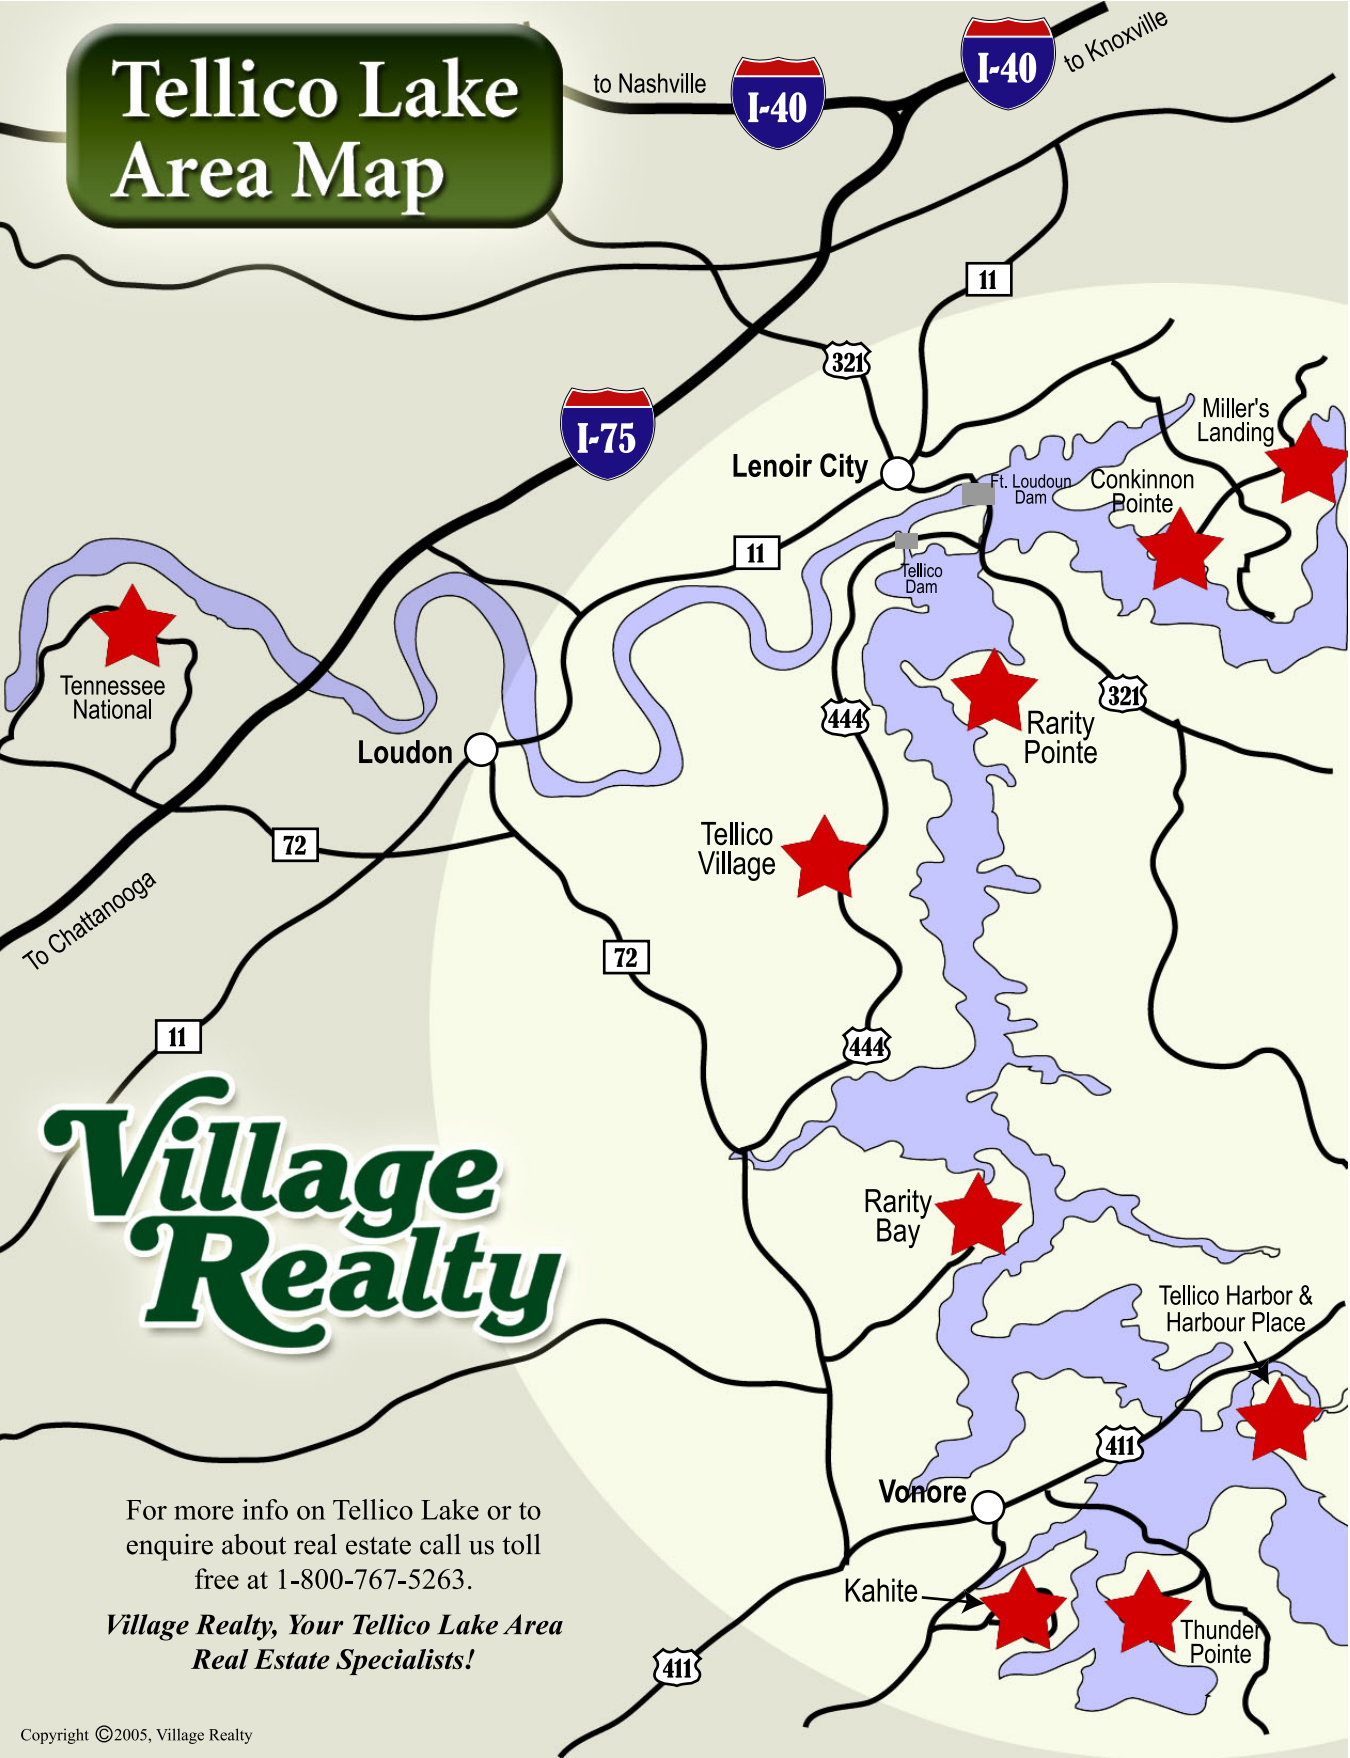 Tellico Lake
Area Map
to Nashville
I-40
I-40
to Knoxville
11
321
I-75
Miller's
Landing
Lenoir City
Ft. Loudoun
Dam
Conkinnon
Pointe
11
Tellico
Dam
Tennessee
National
321
444
Rarity
Pointe
Loudon
Tellico
Village
72
To Chattanooga
72
11
444
Village
Realty
Rarity
Bay
Tellico Harbor &
Harbour Place
411
Vonore
For more info on Tellico Lake or to
enquire about real estate call us toll
free at 1-800-767-5263.
Kahite
Village Realty, Your Tellico Lake Area
Real Estate Specialists!
Thunder
Pointe
411
Copyright ©2005, Village Realty